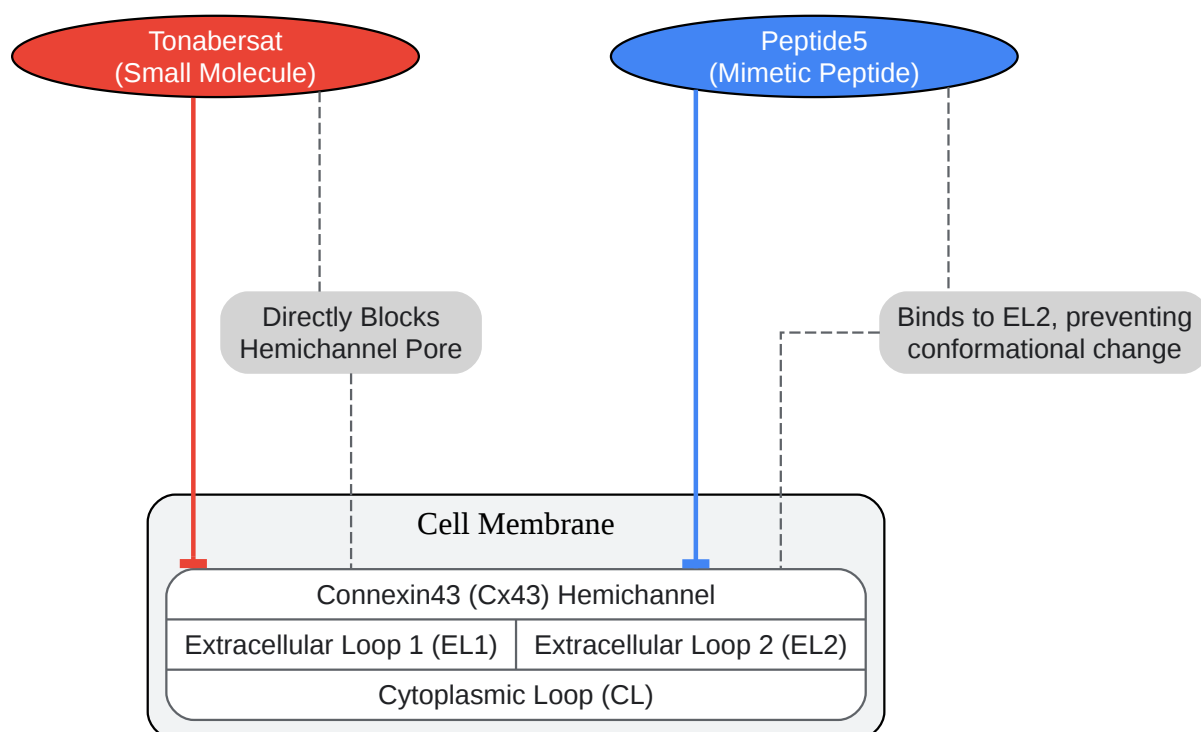 Tonabersat
(Small Molecule)
Peptide5
(Mimetic Peptide)
Directly Blocks
Hemichannel Pore
Binds to EL2, preventing
conformational change
Cell Membrane
Connexin43 (Cx43) Hemichannel
Extracellular Loop 1 (EL1)
Extracellular Loop 2 (EL2)
Cytoplasmic Loop (CL)